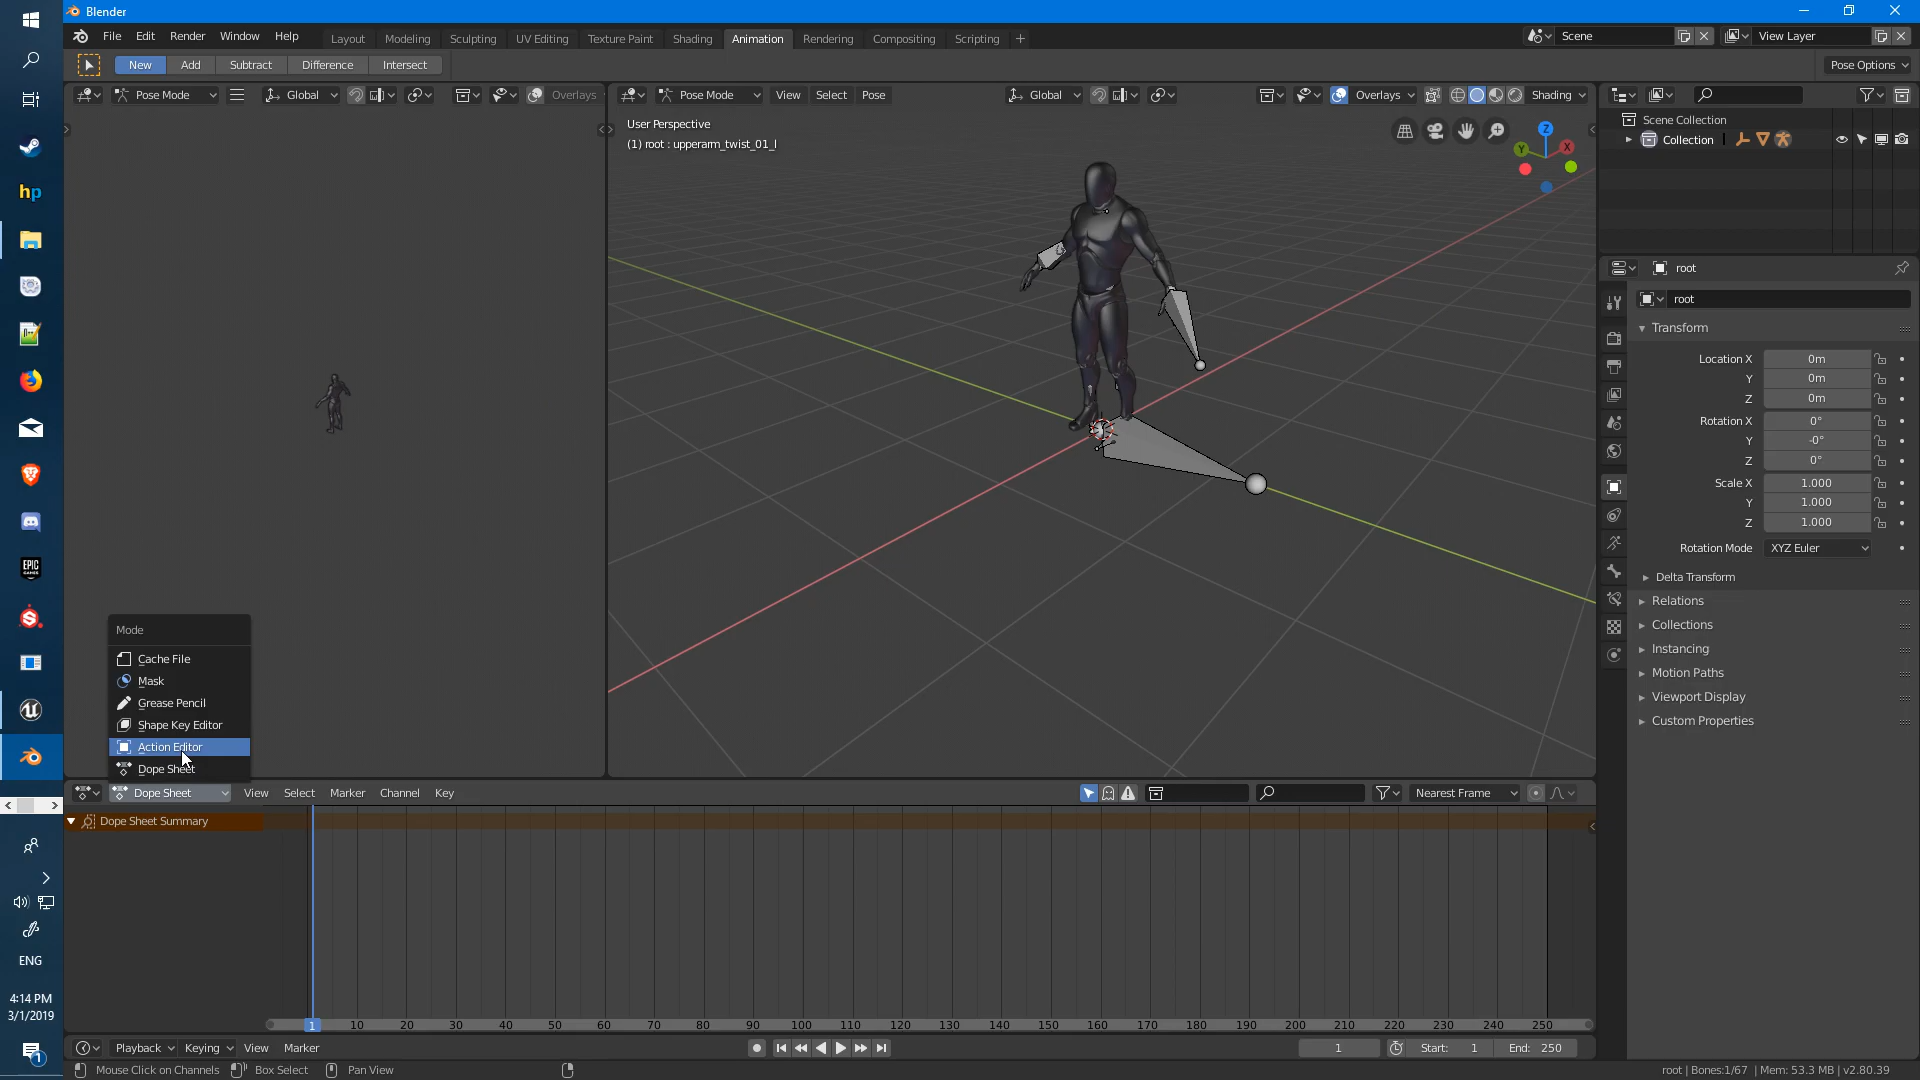 Blender
File Edit Render Window Help
Layout Modeling Sculpting UV Editing Texture Paint Shading Animation Rendering Compositing Scripting +
Scene
View Layer
New Add Subtract Difference Intersect
Pose Options
Pose Mode
Global
Overlays
Pose Mode View Select Pose
Global
Overlays
Shading
User Perspective
(1) root : upperarm_twist_01_l
Z
Y
X
Scene Collection
Collection
root
root
Transform
Location X 0m
Y 0m
Z 0m
Rotation X 0°
Y -0°
Z 0°
Scale X 1.000
Y 1.000
Z 1.000
Rotation Mode XYZ Euler
Delta Transform
Relations
Collections
Instancing
Motion Paths
Viewport Display
Custom Properties
Mode
Cache File
Mask
Grease Pencil
Shape Key Editor
Action Editor
Dope Sheet
Dope Sheet View Select Marker Channel Key
Nearest Frame
Dope Sheet Summary
1 10 20 30 40 50 60 70 80 90 100 110 120 130 140 150 160 170 180 190 200 210 220 230 240 250
Playback Keying View Marker
1
Start: 1
End: 250
Mouse Click on Channels Box Select Pan View
root | Bones:1/67 | Mem: 53.3 MB | v2.80.39
hp
EPIC
GAMES
ENG
4:14 PM
3/1/2019
1